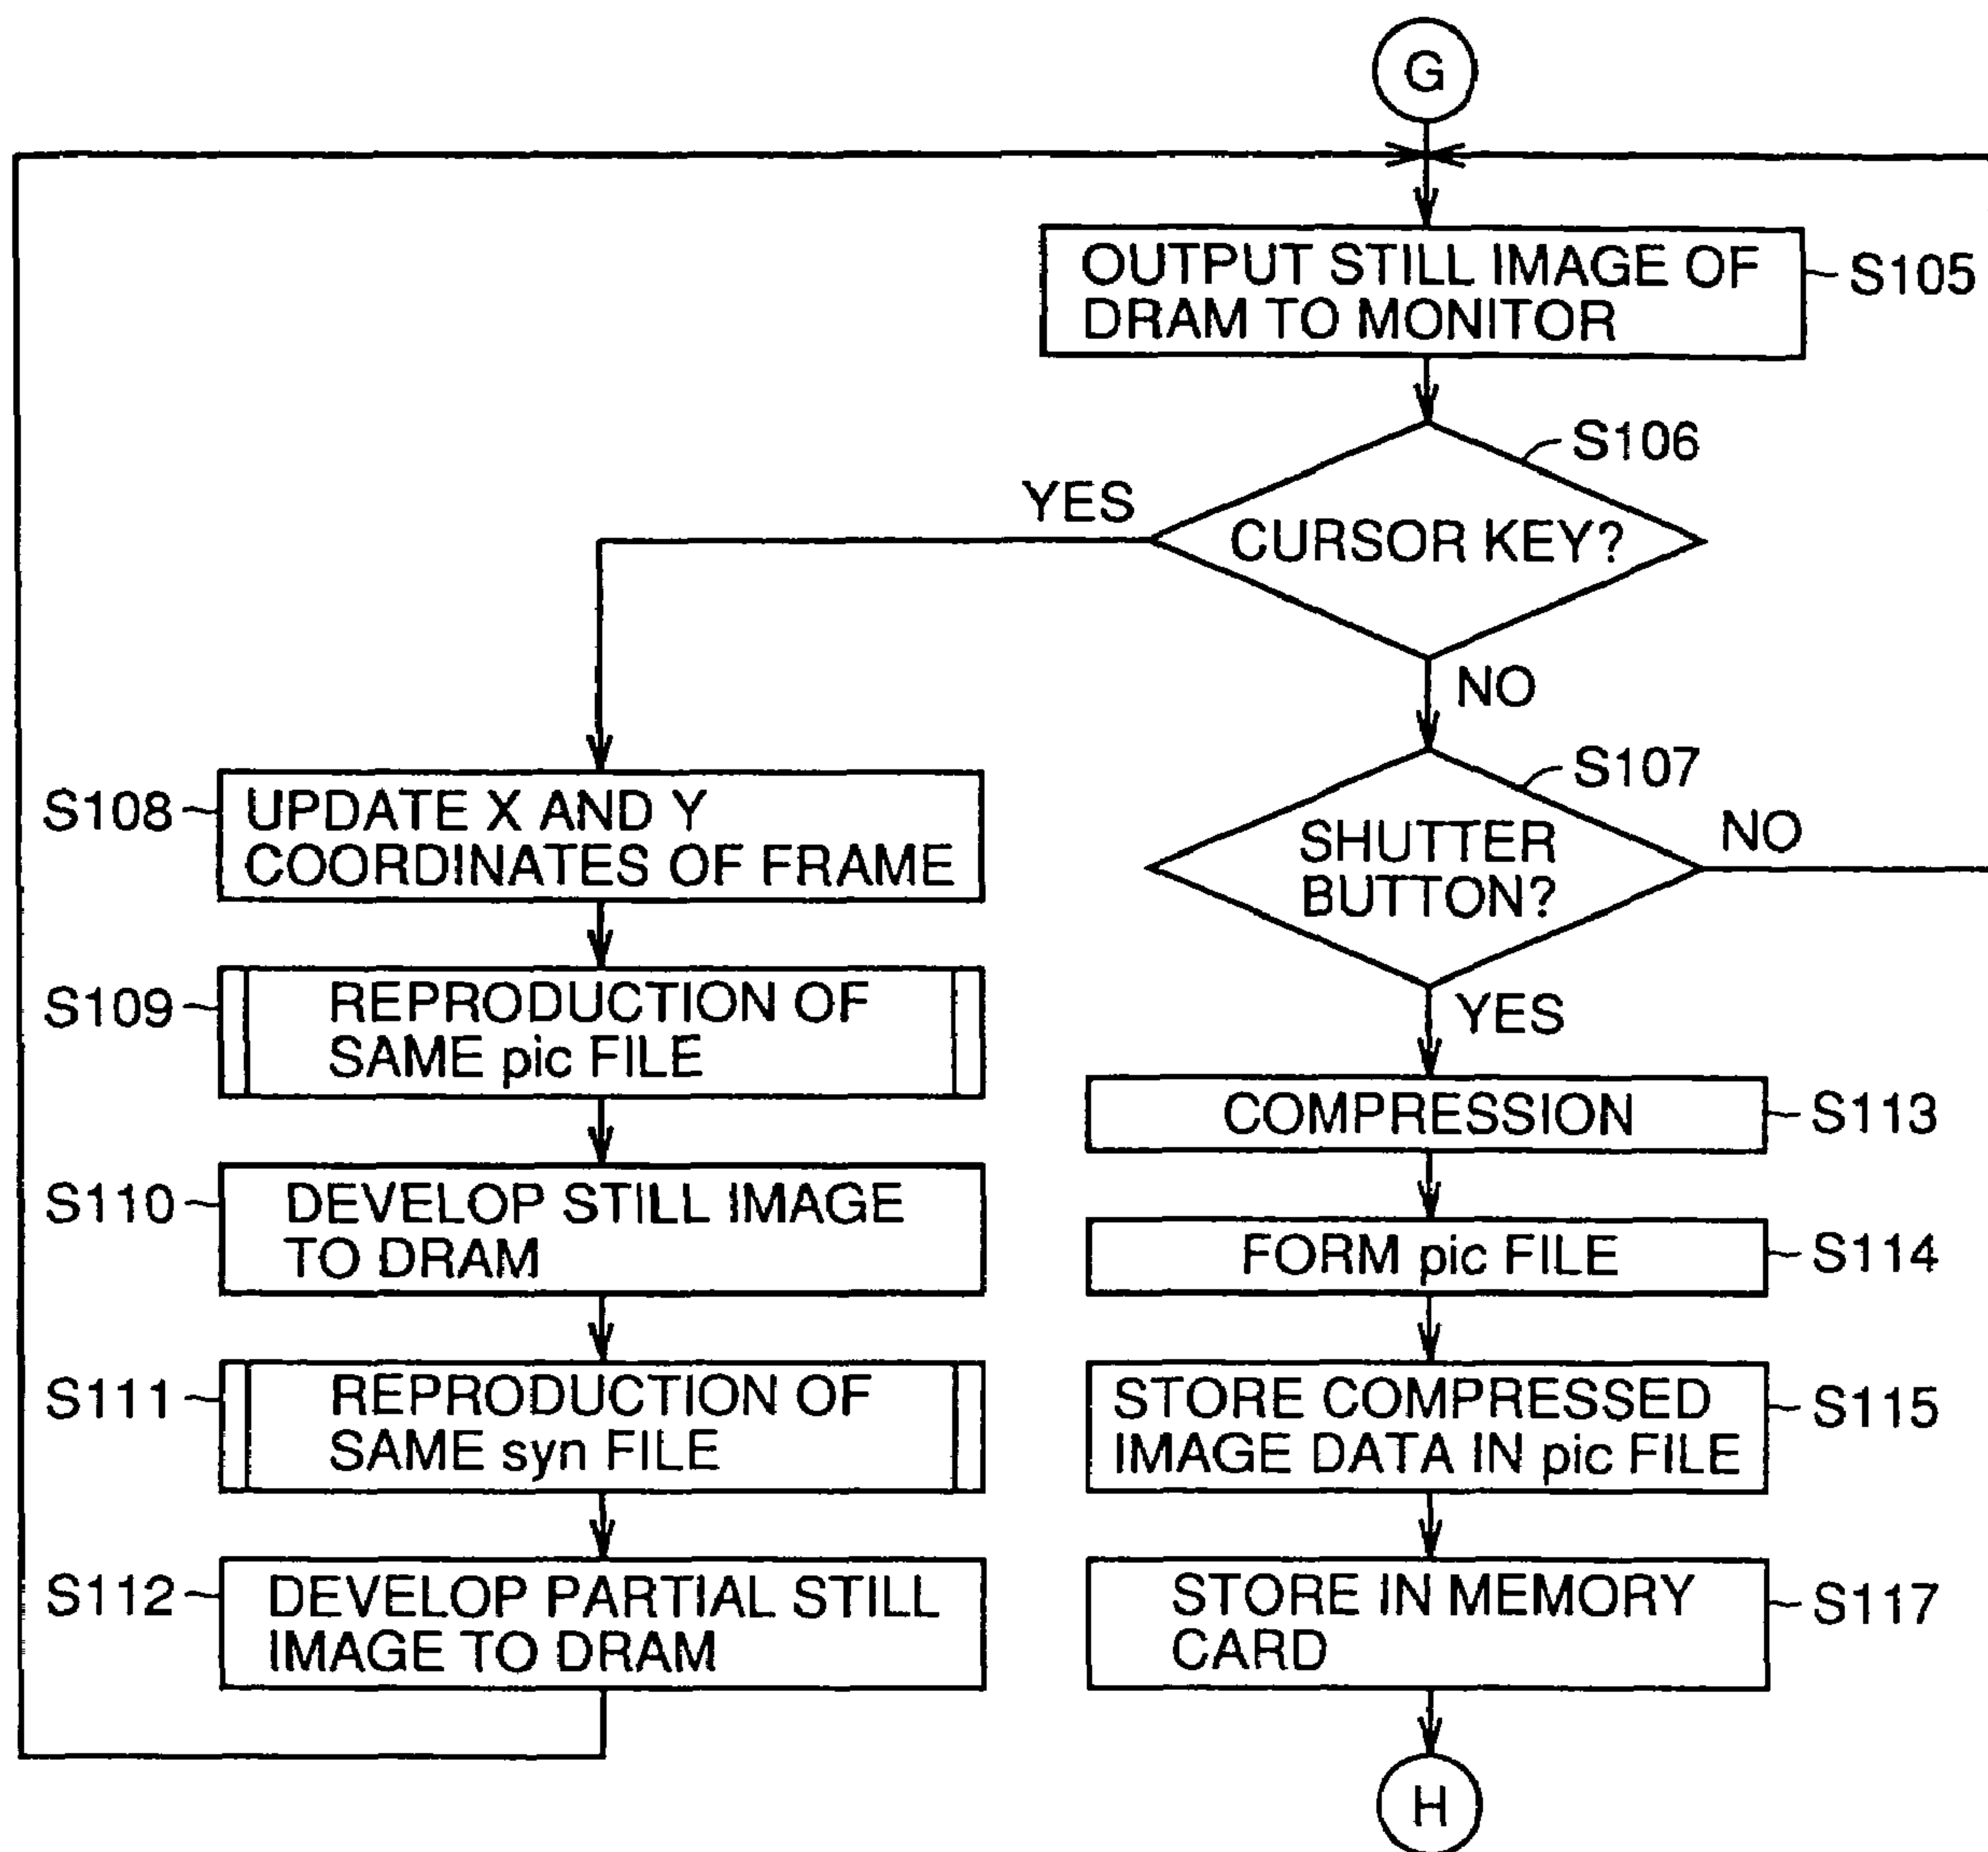 G
OUTPUT STILL IMAGE OF
DRAM TO MONITOR
S105
S106
YES
CURSOR KEY?
NO
S107
SHUTTER
BUTTON?
NO
YES
S108
UPDATE X AND Y
COORDINATES OF FRAME
S109
REPRODUCTION OF
SAME pic FILE
S110
DEVELOP STILL IMAGE
TO DRAM
S111
REPRODUCTION OF
SAME syn FILE
S112
DEVELOP PARTIAL STILL
IMAGE TO DRAM
COMPRESSION
S113
FORM pic FILE
S114
STORE COMPRESSED
IMAGE DATA IN pic FILE
S115
STORE IN MEMORY
CARD
S117
H